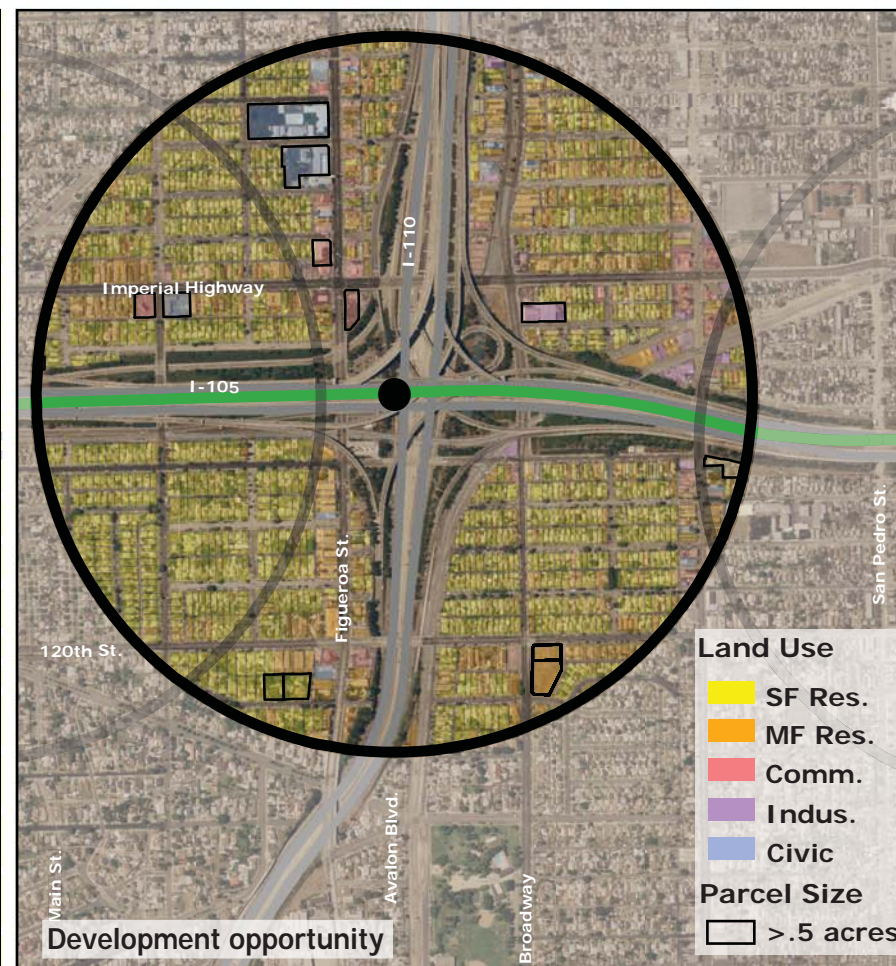 I-110
Imperial Highway
I-105
Figueroa St.
San Pedro St.
120th St.
Main St.
Avalon Blvd.
Broadway
Development opportunity
Land Use
SF Res.
MF Res.
Comm.
Indus.
Civic
Parcel Size
>.5 acres